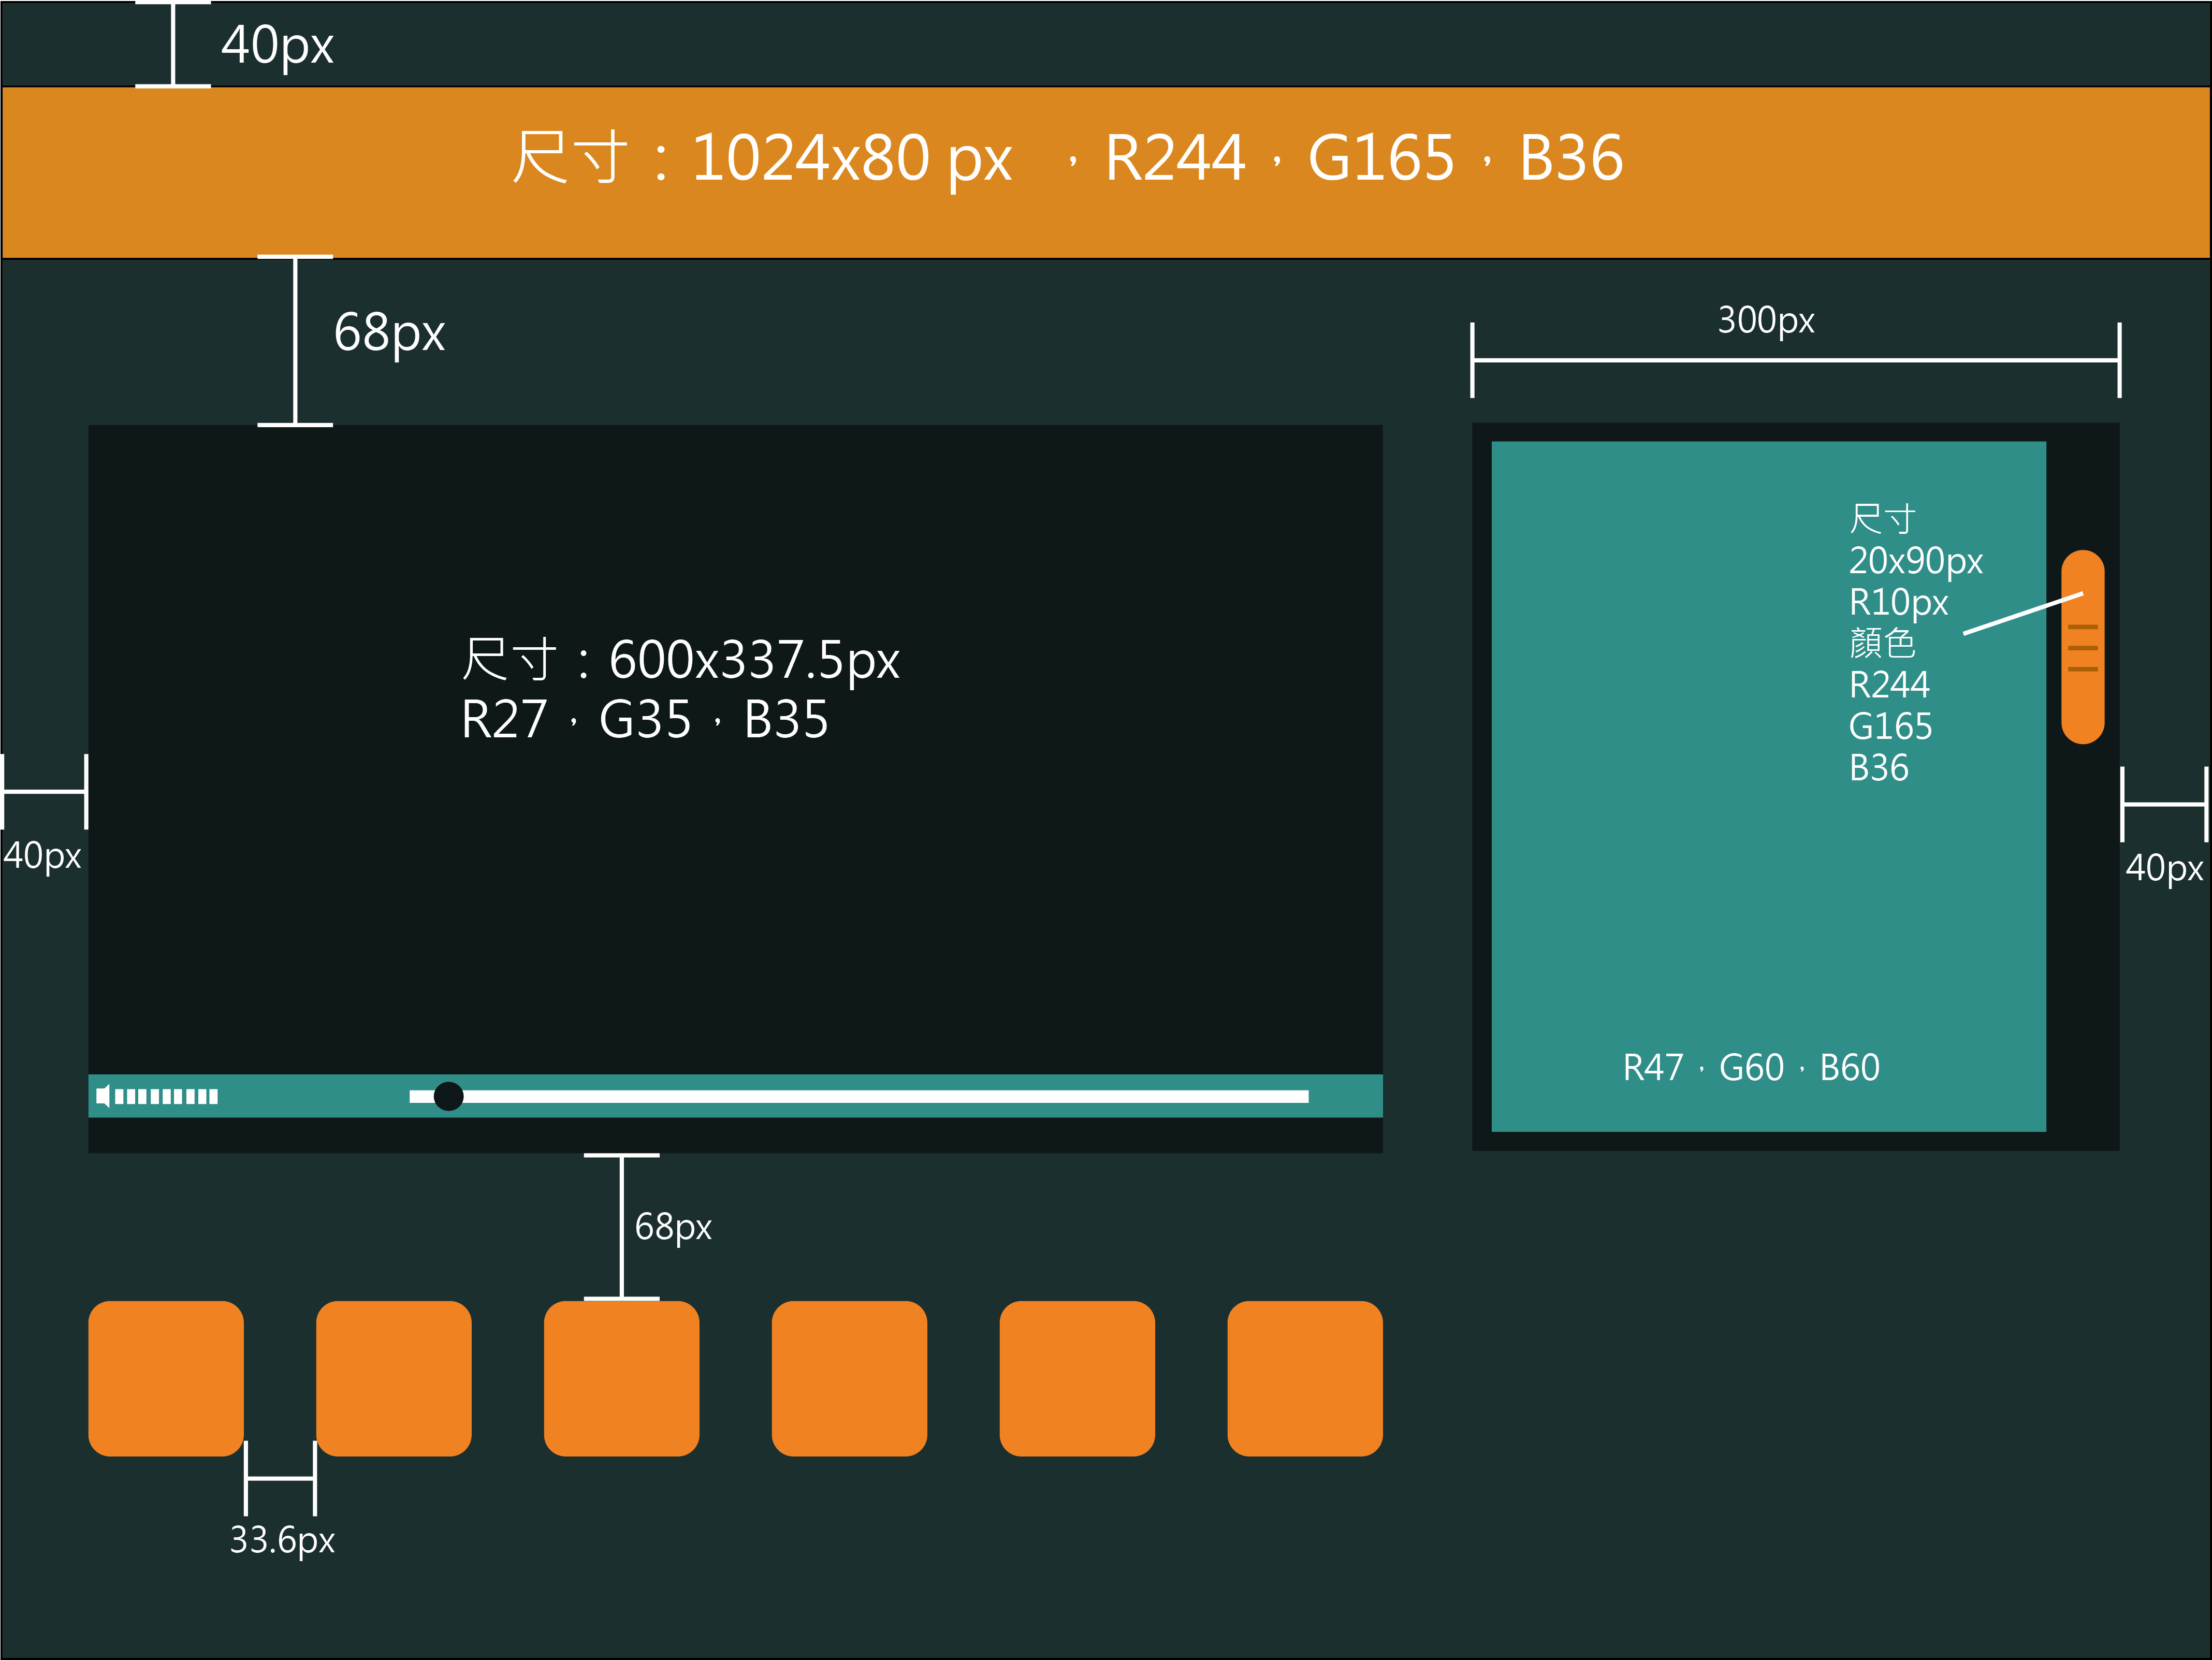 40px
尺寸：1024x80 px ，R244，G165，B36
68px
300px
尺寸
20x90px
R10px
顏色
R244
G165
B36
尺寸：600x337.5px
R27，G35，B35
40px
40px
R47，G60，B60
68px
33.6px